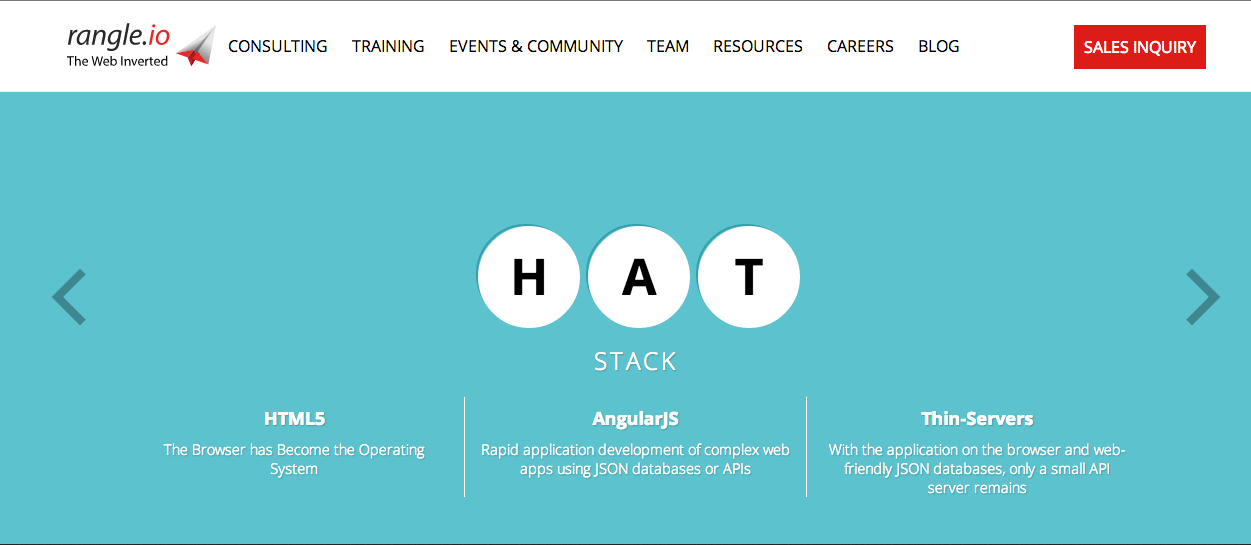 rangle.io
The Web Inverted
CONSULTING TRAINING EVENTS & COMMUNITY TEAM RESOURCES CAREERS BLOG SALES INQUIRY
H A T
STACK
HTML5
The Browser has Become the Operating
System
AngularJS
Rapid application development of complex web
apps using JSON databases or APIs
Thin-Servers
With the application on the browser and web-
friendly JSON databases, only a small API
server remains